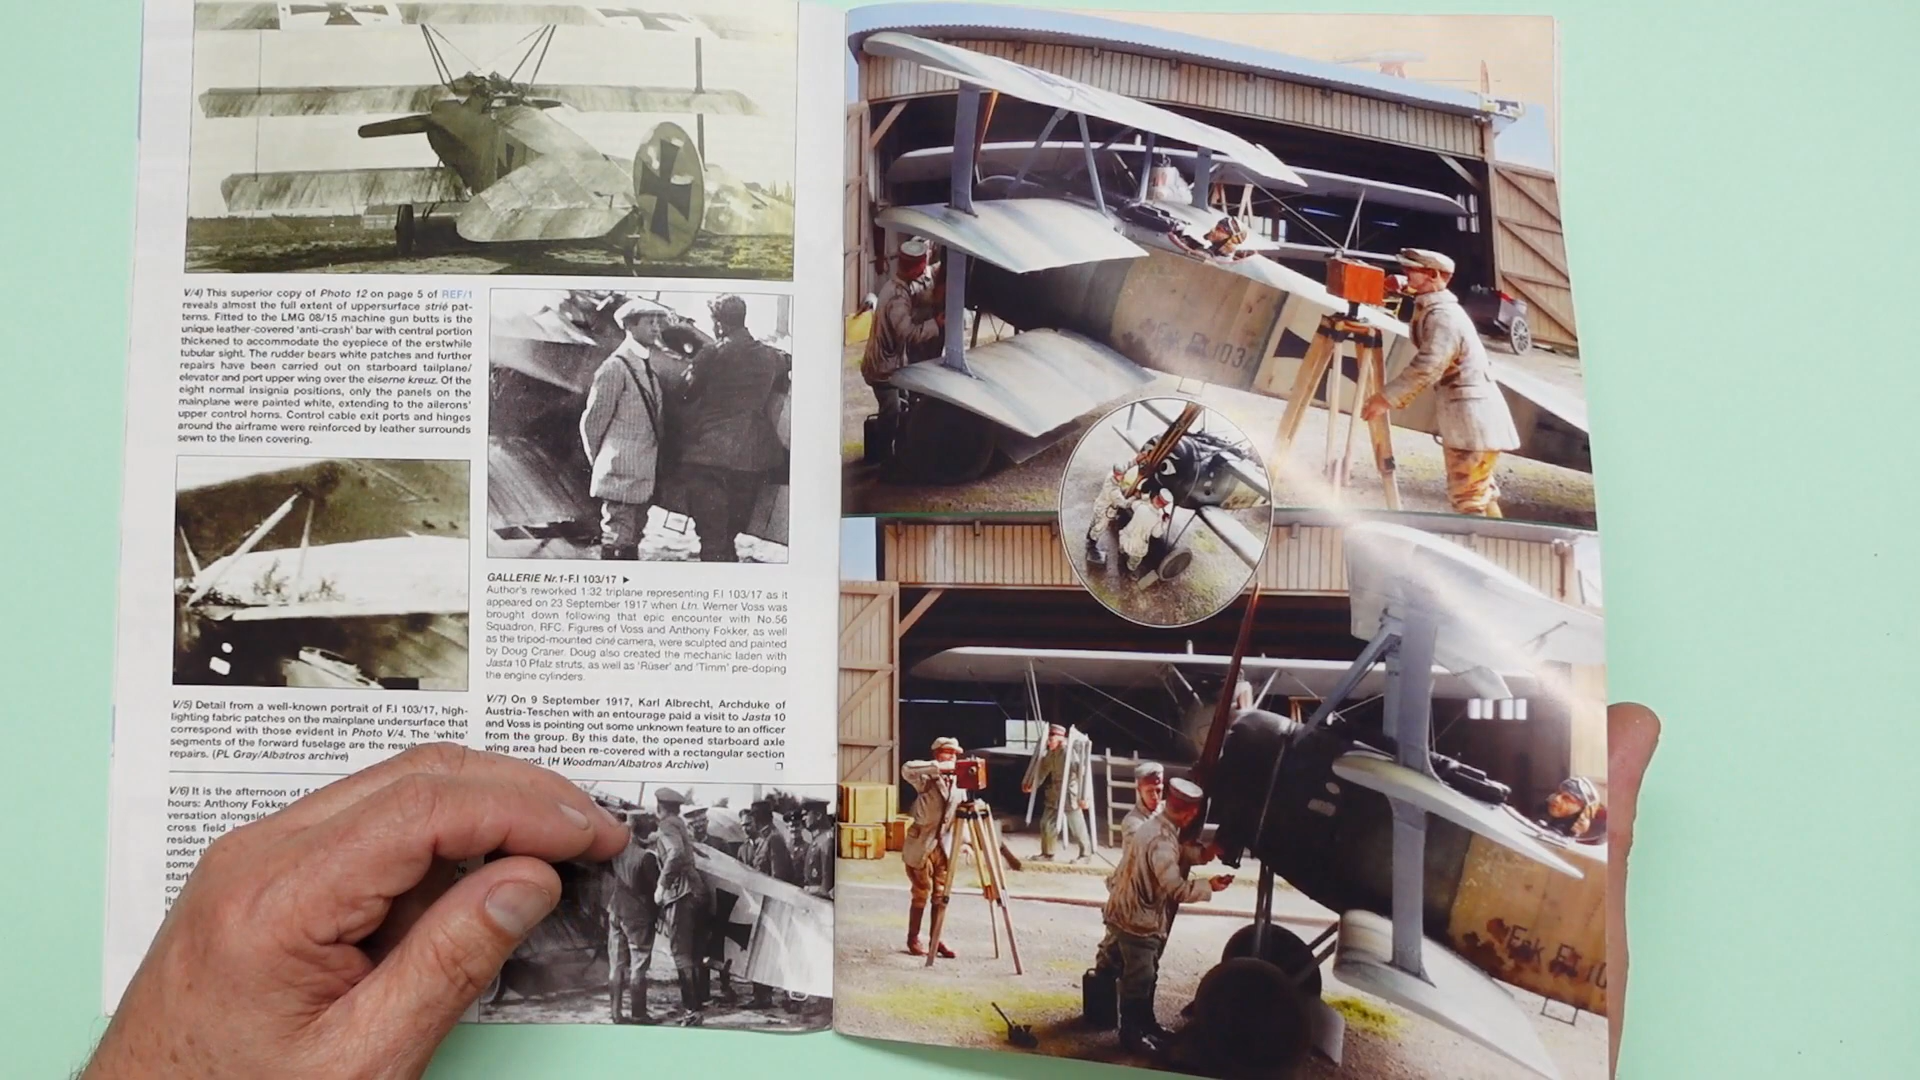 V/4) This superior copy of Photo 12 on page 5 of REF/1
reveals almost the full extent of uppersurface strié pat-
terns. Fitted to the LMG 08/15 machine gun butts is the
unique leather-covered 'anti-crash' bar with central portion
thickened to accommodate the eyepiece of the erstwhile
tubular sight. The rudder bears white patches and further
repairs have been carried out on starboard tailplane/
elevator and port upper wing over the eiserne kreuz. Of the
eight normal insignia positions, only the panels on the
mainplane were painted white, extending to the ailerons'
upper control horns. Control cable exit ports and hinges
around the airframe were reinforced by leather surrounds
sewn to the linen covering.
V/5) Detail from a well-known portrait of F.I 103/17, high-
lighting fabric patches on the mainplane undersurface that
correspond with those evident in Photo V/4. The 'white'
segments of the forward fuselage are the
repairs. (PL Gray/Albatros archive)
V/6) It is the afternoon of 5
hours: Anthony Fokker
versation alongsid
cross field
residue
under
some
GALLERIE Nr.1-F.I 103/17 ►
Author's reworked 1:32 triplane representing F.I 103/17 as it
appeared on 23 September 1917 when Ltn. Werner Voss was
brought down following that epic encounter with No.56
Squadron, RFC. Figures of Voss and Anthony Fokker, as well
as the tripod-mounted ciné camera, were sculpted and painted
by Doug Craner. Doug also created the mechanic laden with
Jasta 10 Pfalz struts, as well as 'Rüser' and 'Timm' pre-doping
the engine cylinders.
V/7) On 9 September 1917, Karl Albrecht, Archduke of
Austria-Teschen with an entourage paid a visit to Jasta 10
and Voss is pointing out some unknown feature to an officer
from the group. By this date, the opened starboard axle
wing area had been re-covered with a rectangular section
(H Woodman/Albatros Archive)
103